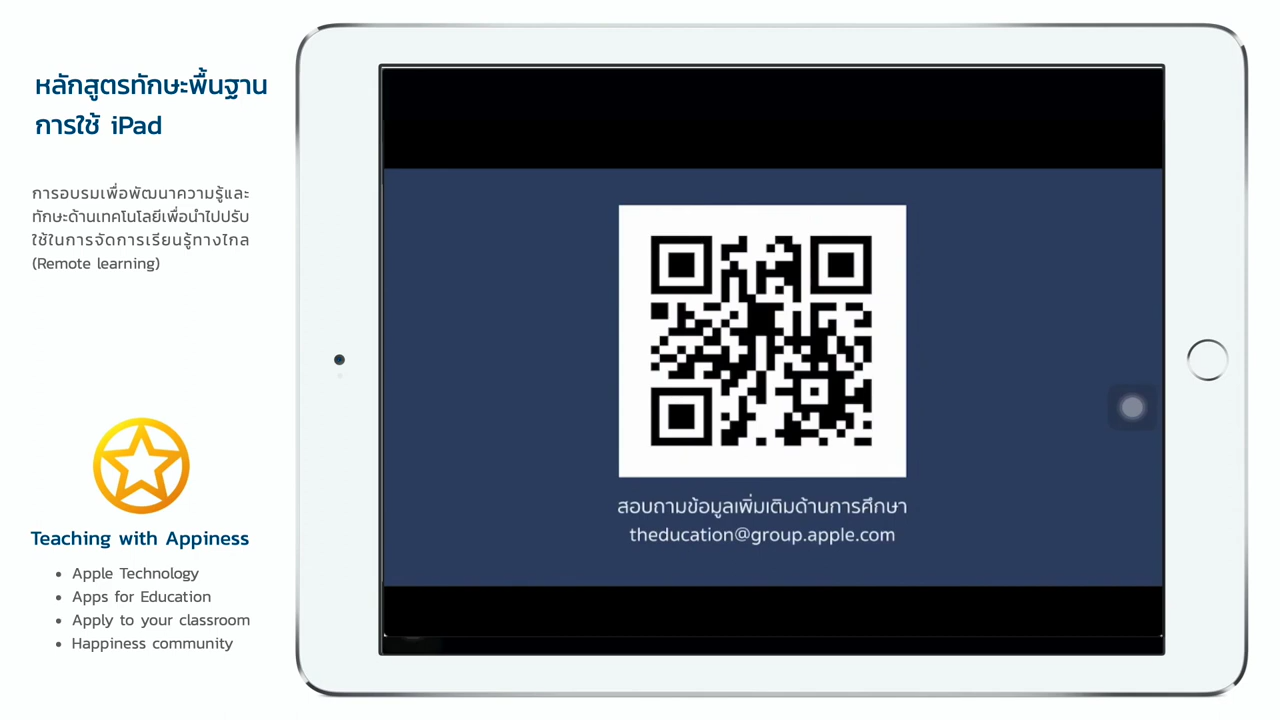 หลักสูตรทักษะพื้นฐาน
การใช้ iPad
การอบรมเพื่อพัฒนาความรู้และ
ทักษะด้านเทคโนโลยีเพื่อนำไปปรับ
ใช้ในการจัดการเรียนรู้ทางไกล
(Remote learning)
Teaching with Appiness
• Apple Technology
• Apps for Education
• Apply to your classroom
• Happiness community
สอบถามข้อมูลเพิ่มเติมด้านการศึกษา
theducation@group.apple.com